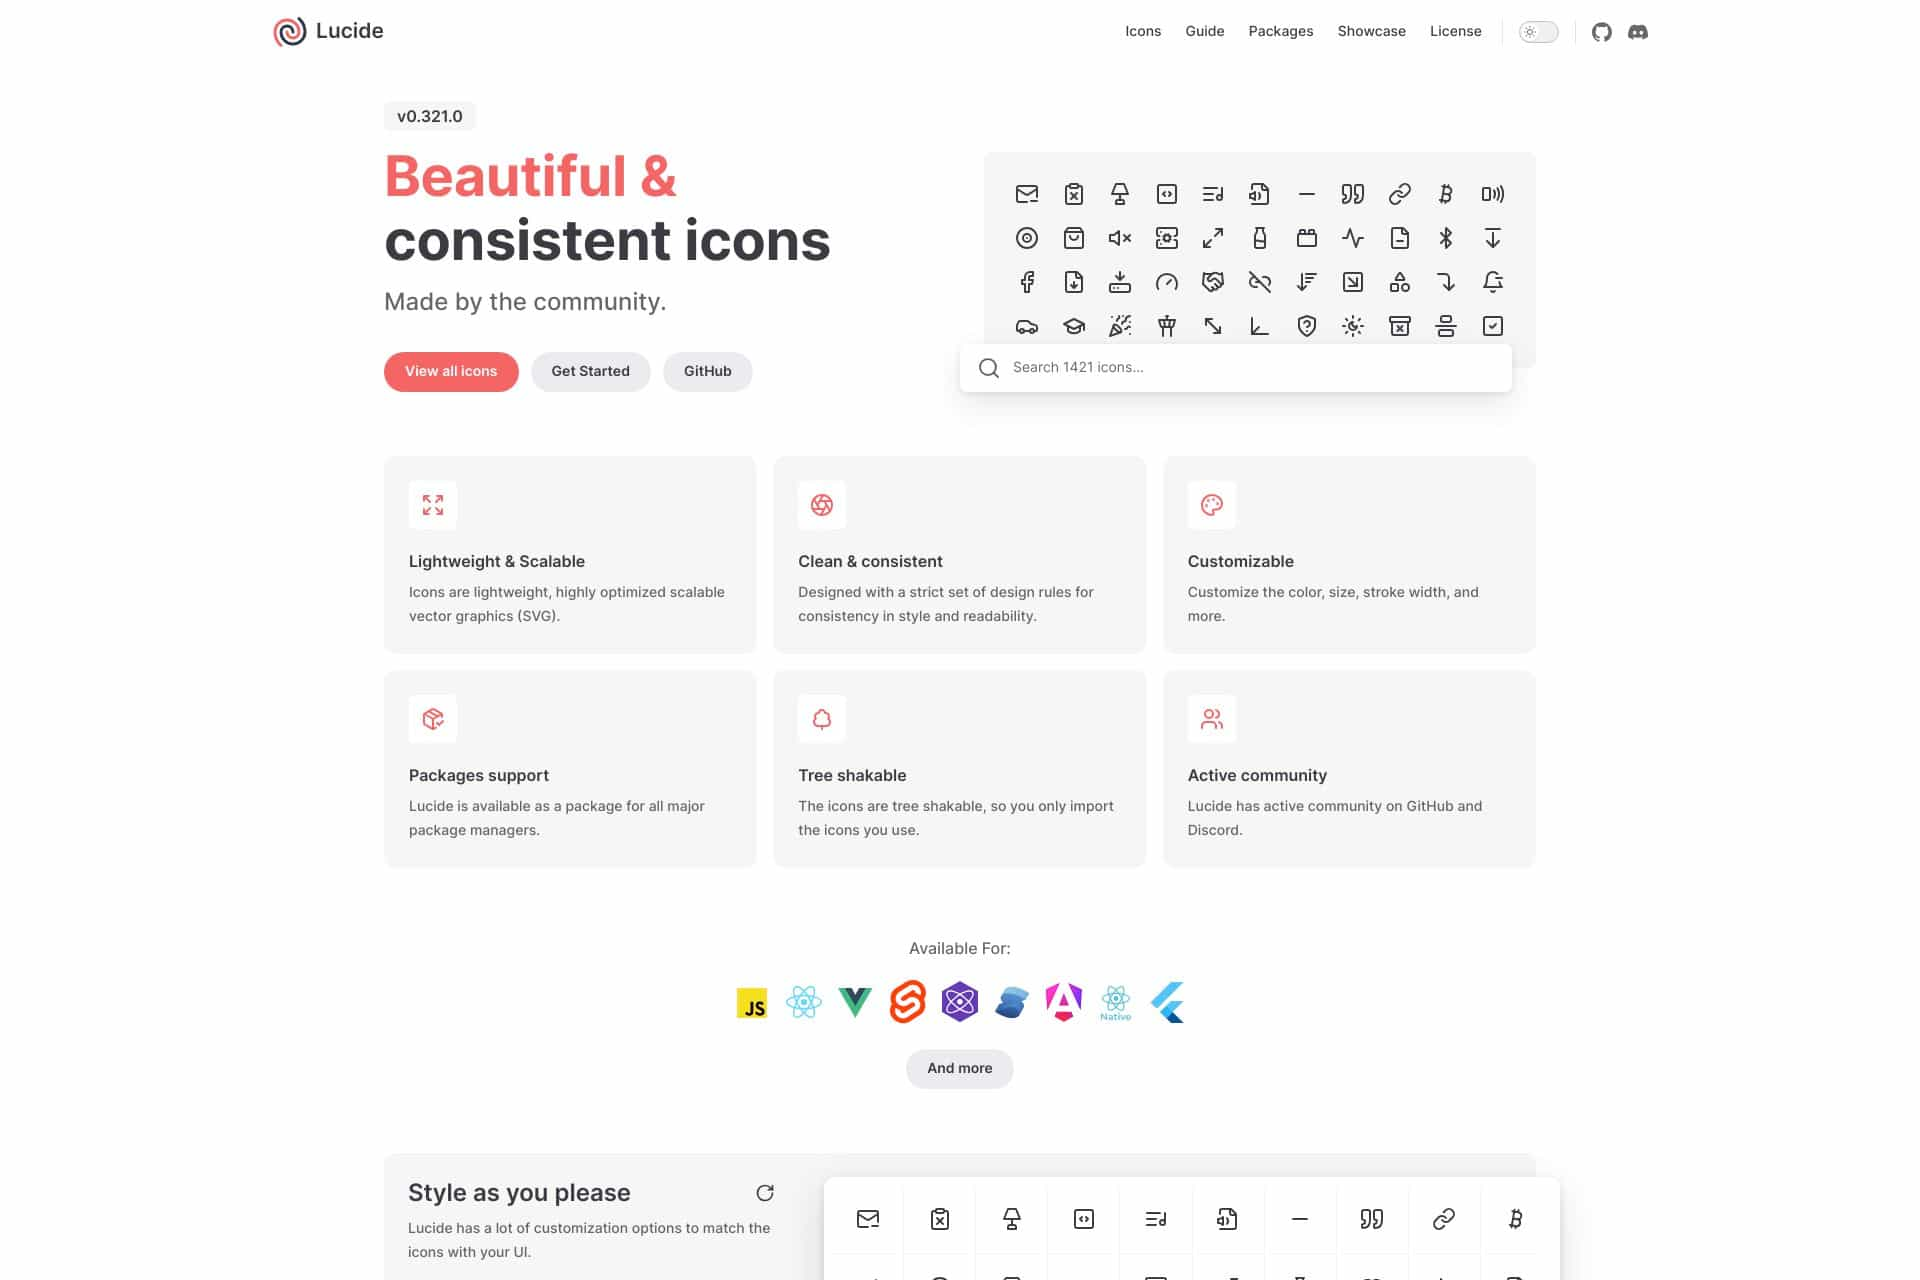 Lucide
Icons
Guide
Packages
Showcase
License
v0.321.0
Beautiful &
consistent icons
Made by the community.
View all icons
Get Started
GitHub
Search 1421 icons...
Lightweight & Scalable
Icons are lightweight, highly optimized scalable
vector graphics (SVG).
Clean & consistent
Designed with a strict set of design rules for
consistency in style and readability.
Customizable
Customize the color, size, stroke width, and
more.
Packages support
Lucide is available as a package for all major
package managers.
Tree shakable
The icons are tree shakable, so you only import
the icons you use.
Active community
Lucide has active community on GitHub and
Discord.
Available For:
JS
Native
And more
Style as you please
Lucide has a lot of customization options to match the
icons with your UI.